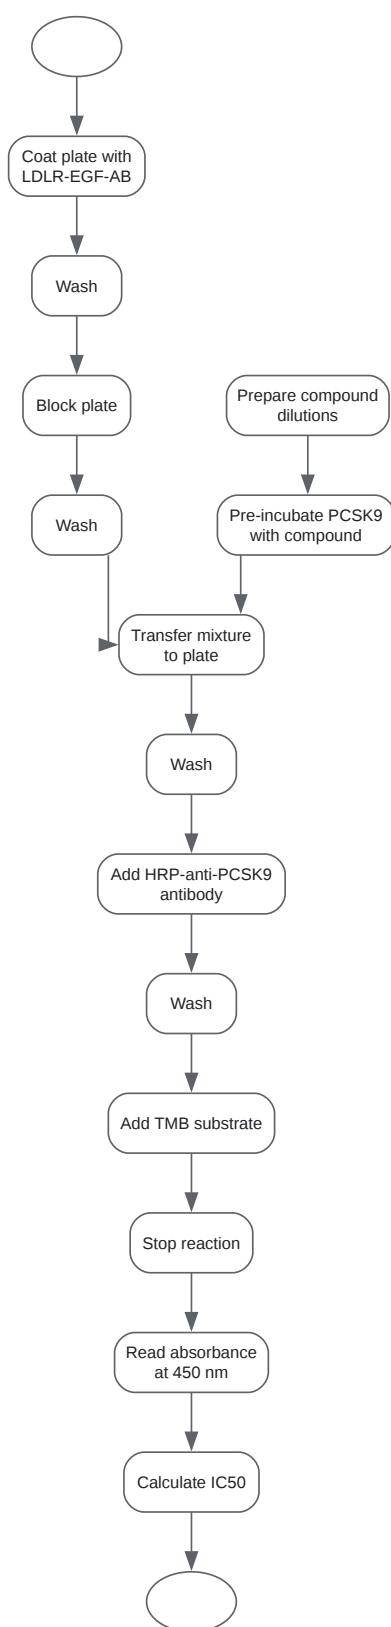 Coat plate with
LDLR-EGF-AB
Wash
Block plate
Prepare compound
dilutions
Wash
Pre-incubate PCSK9
with compound
Transfer mixture
to plate
Wash
Add HRP-anti-PCSK9
antibody
Wash
Add TMB substrate
Stop reaction
Read absorbance
at 450 nm
Calculate IC50